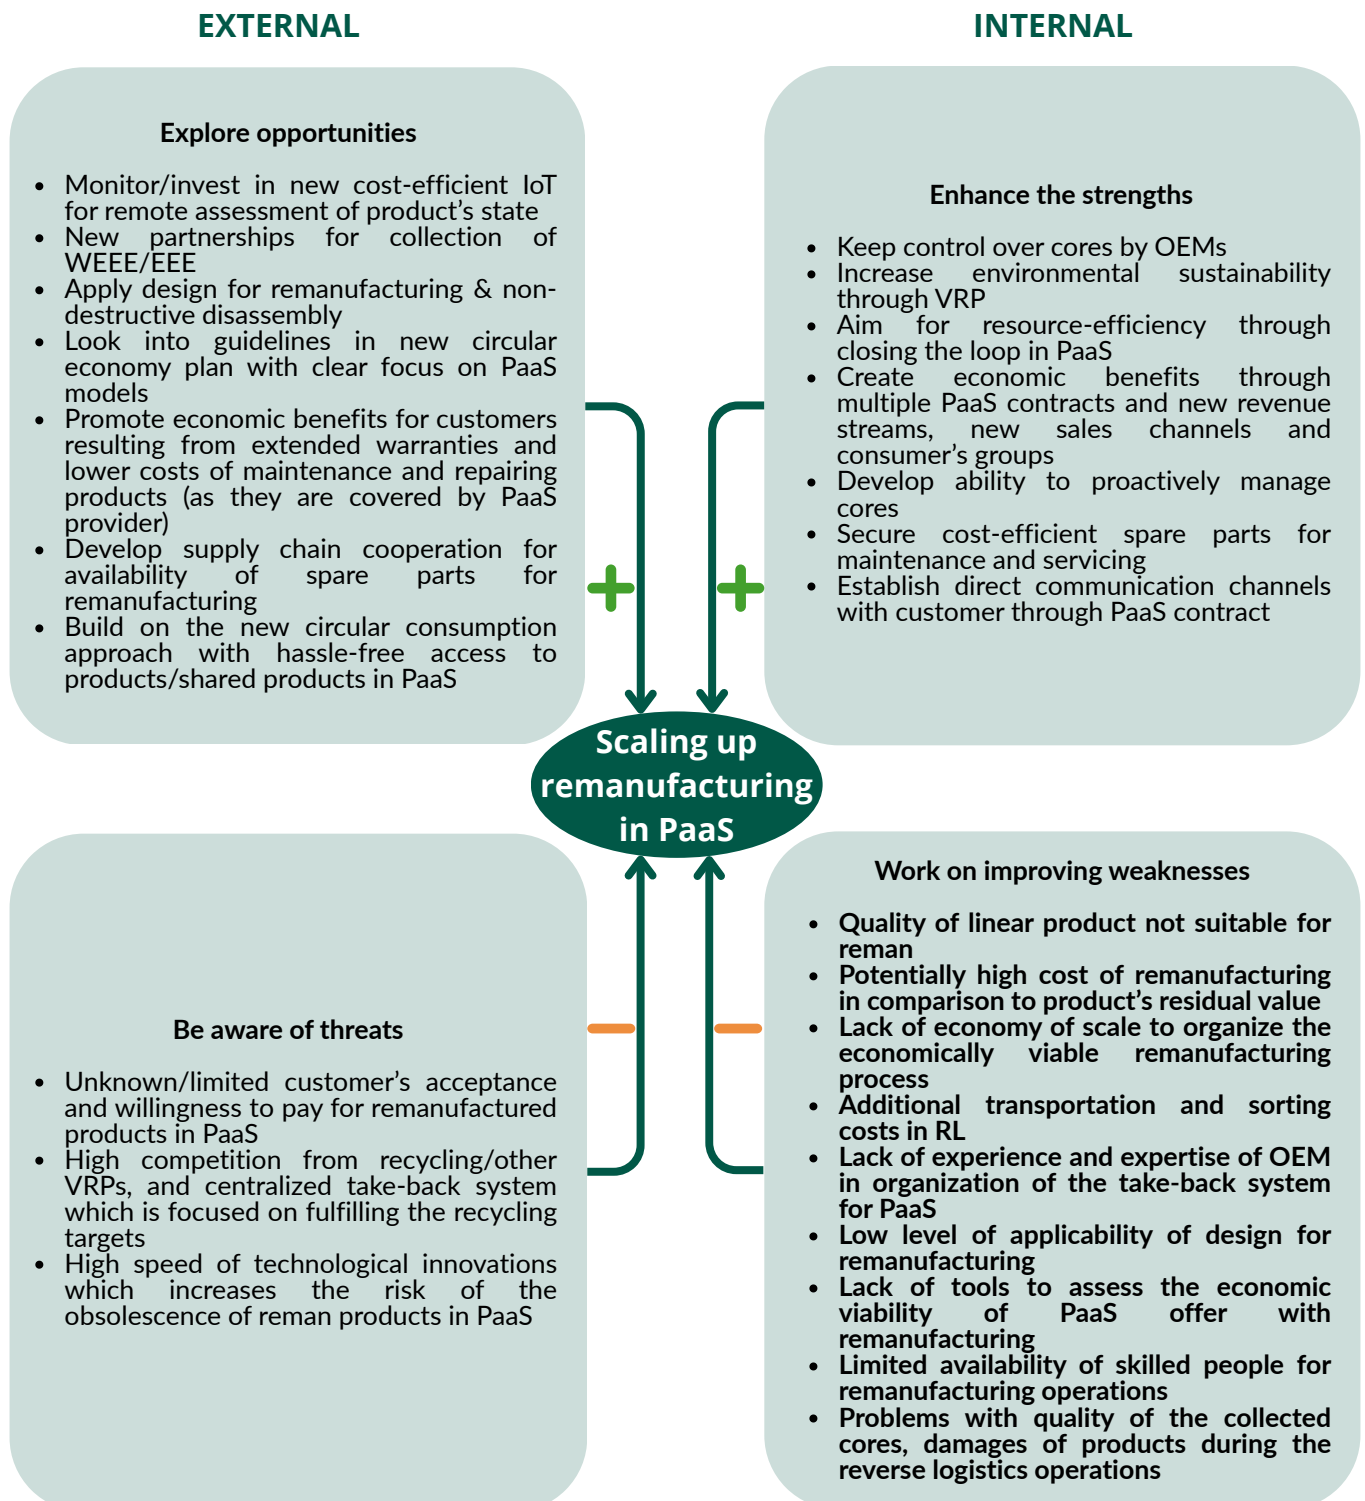 EXTERNAL
INTERNAL
Explore opportunities
• Monitor/invest in new cost-efficient IoT
for remote assessment of product’s state
• New partnerships for collection of
WEEE/EEE
• Apply design for remanufacturing & non-
destructive disassembly
• Look into guidelines in new circular
economy plan with clear focus on PaaS
models
• Promote economic benefits for customers
resulting from extended warranties and
lower costs of maintenance and repairing
products (as they are covered by PaaS
provider)
• Develop supply chain cooperation for
availability of spare parts for
remanufacturing
• Build on the new circular consumption
approach with hassle-free access to
products/shared products in PaaS
Enhance the strengths
• Keep control over cores by OEMs
• Increase environmental sustainability
through VRP
• Aim for resource-efficiency through
closing the loop in PaaS
• Create economic benefits through
multiple PaaS contracts and new revenue
streams, new sales channels and
consumer’s groups
• Develop ability to proactively manage
cores
• Secure cost-efficient spare parts for
maintenance and servicing
• Establish direct communication channels
with customer through PaaS contract
Scaling up
remanufacturing
in PaaS
Be aware of threats
• Unknown/limited customer’s acceptance
and willingness to pay for remanufactured
products in PaaS
• High competition from recycling/other
VRPs, and centralized take-back system
which is focused on fulfilling the recycling
targets
• High speed of technological innovations
which increases the risk of the
obsolescence of reman products in PaaS
Work on improving weaknesses
• Quality of linear product not suitable for
reman
• Potentially high cost of remanufacturing
in comparison to product’s residual value
• Lack of economy of scale to organize the
economically viable remanufacturing
process
• Additional transportation and sorting
costs in RL
• Lack of experience and expertise of OEM
in organization of the take-back system
for PaaS
• Low level of applicability of design for
remanufacturing
• Lack of tools to assess the economic
viability of PaaS offer with
remanufacturing
• Limited availability of skilled people for
remanufacturing operations
• Problems with quality of the collected
cores, damages of products during the
reverse logistics operations